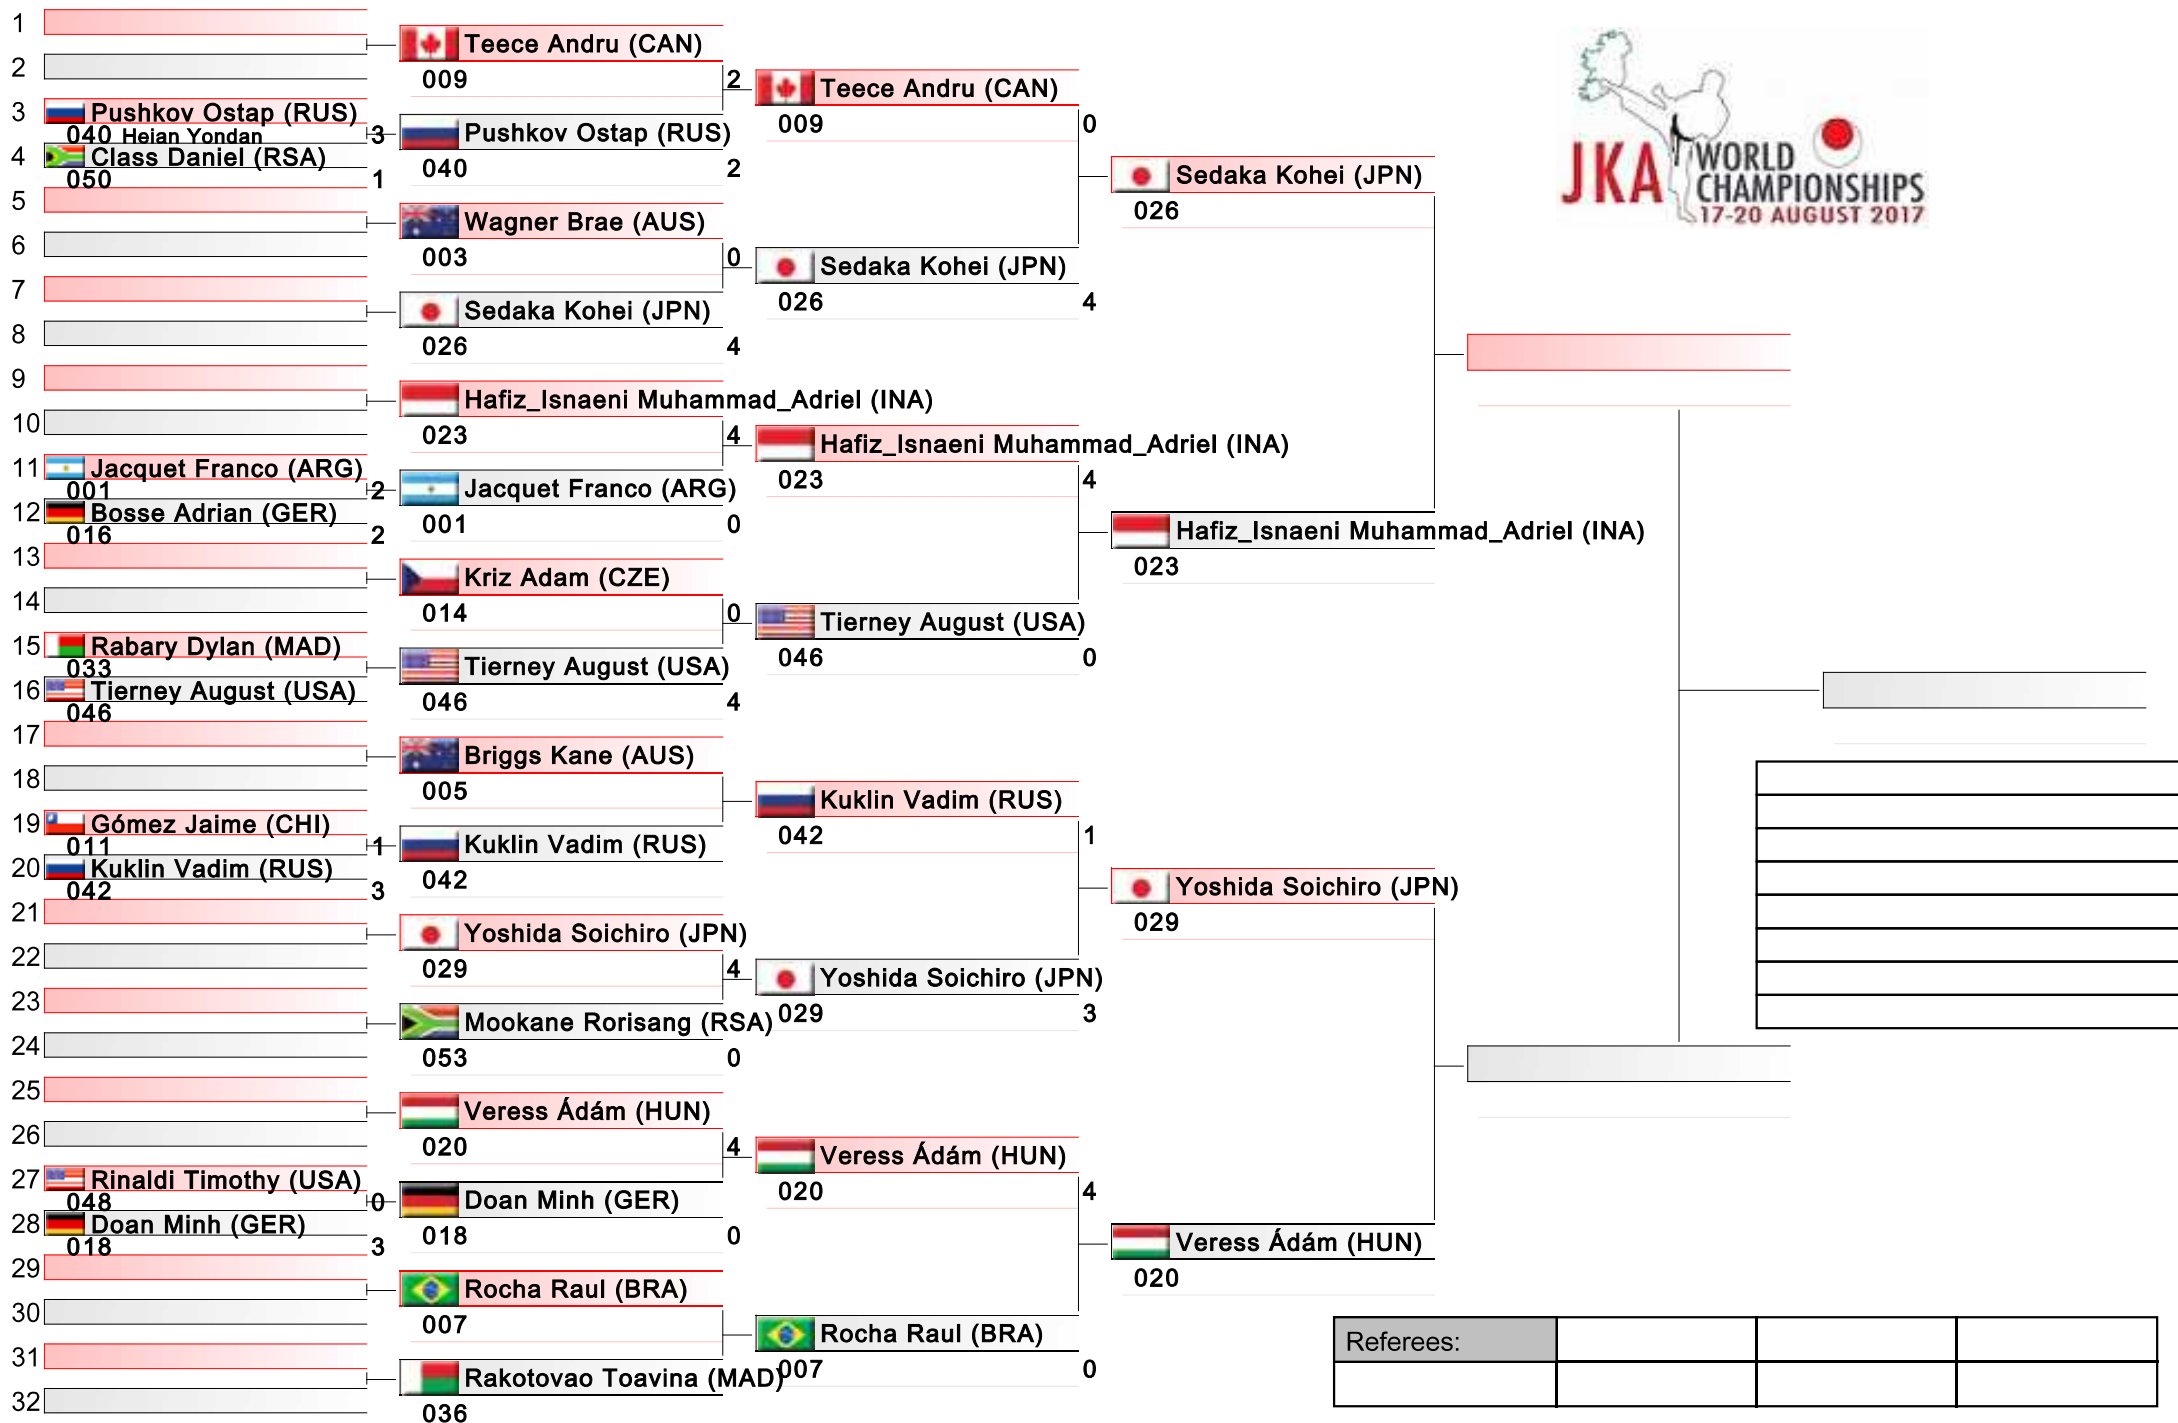 1
2
3
Pushkov Ostap (RUS)
040 Heian Yondan
3
4
Class Daniel (RSA)
050
1
5
6
7
8
9
10
11
Jacquet Franco (ARG)
001
2
12
Bosse Adrian (GER)
016
2
13
14
15
Rabary Dylan (MAD)
033
16
Tierney August (USA)
046
17
18
19
Gómez Jaime (CHI)
011
1
20
Kuklin Vadim (RUS)
042
3
21
22
23
24
25
26
27
Rinaldi Timothy (USA)
048
0
28
Doan Minh (GER)
018
3
29
30
31
32
Teece Andru (CAN)
009
2
Pushkov Ostap (RUS)
040
2
Wagner Brae (AUS)
003
0
Sedaka Kohei (JPN)
026
4
Hafiz_Isnaeni Muhammad_Adriel (INA)
023
4
Jacquet Franco (ARG)
001
0
Kriz Adam (CZE)
014
0
Tierney August (USA)
046
4
Briggs Kane (AUS)
005
Kuklin Vadim (RUS)
042
Yoshida Soichiro (JPN)
029
4
Mookane Rorisang (RSA)
053
0
Veress Ádám (HUN)
020
4
Doan Minh (GER)
018
0
Rocha Raul (BRA)
007
Rakotovao Toavina (MAD)
036
Teece Andru (CAN)
009
0
Sedaka Kohei (JPN)
026
4
Hafiz_Isnaeni Muhammad_Adriel (INA)
023
4
Tierney August (USA)
046
0
Kuklin Vadim (RUS)
042
1
Yoshida Soichiro (JPN)
029
3
Veress Ádám (HUN)
020
4
Rocha Raul (BRA)
007
0
Sedaka Kohei (JPN)
026
Hafiz_Isnaeni Muhammad_Adriel (INA)
023
Yoshida Soichiro (JPN)
029
Veress Ádám (HUN)
020
JKA WORLD
CHAMPIONSHIPS
17-20 AUGUST 2017
Referees: